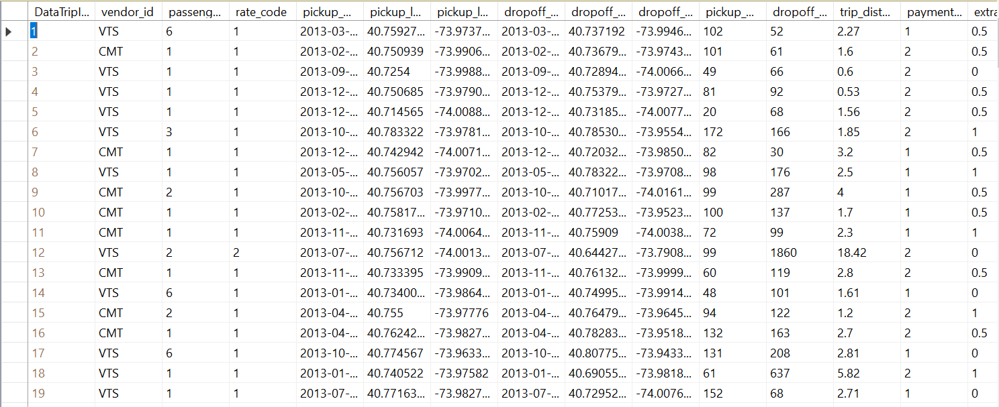 DataTripI... vendor_id passeng... rate_code pickup_... pickup_l... pickup_l... dropoff_... dropoff_... dropoff_... pickup_... dropoff_... trip_dist... payment... extra
1 VTS 6 1 2013-03-... 40.75927... -73.9737... 2013-03-... 40.737192 -73.9946... 102 52 2.27 1 0.5
2 CMT 1 1 2013-02-... 40.750939 -73.9906... 2013-02-... 40.73679... -73.9743... 101 61 1.6 2 0.5
3 VTS 1 1 2013-09-... 40.7254 -73.9988... 2013-09-... 40.72894... -74.0066... 49 66 0.6 2 0
4 VTS 1 1 2013-12-... 40.750685 -73.9790... 2013-12-... 40.75379... -73.9727... 81 92 0.53 2 0.5
5 VTS 1 1 2013-12-... 40.714565 -74.0088... 2013-12-... 40.73185... -74.0077... 20 68 1.56 2 0.5
6 VTS 3 1 2013-10-... 40.783322 -73.9781... 2013-10-... 40.78530... -73.9554... 172 166 1.85 2 1
7 CMT 1 1 2013-12-... 40.742942 -74.0071... 2013-12-... 40.72032... -73.9850... 82 30 3.2 1 0.5
8 VTS 1 1 2013-05-... 40.756057 -73.9702... 2013-05-... 40.78322... -73.9708... 98 176 2.5 1 1
9 CMT 2 1 2013-10-... 40.756703 -73.9977... 2013-10-... 40.71017... -74.0161... 99 287 4 1 0.5
10 CMT 1 1 2013-02-... 40.75817... -73.9710... 2013-02-... 40.77253... -73.9523... 100 137 1.7 1 0.5
11 CMT 1 1 2013-11-... 40.731693 -74.0064... 2013-11-... 40.75909 -74.0038... 72 99 2.3 1 1
12 VTS 2 2 2013-07-... 40.756712 -74.0013... 2013-07-... 40.64427... -73.7908... 99 1860 18.42 2 0
13 CMT 1 1 2013-11-... 40.733395 -73.9909... 2013-11-... 40.76132... -73.9999... 60 119 2.8 2 0.5
14 VTS 6 1 2013-01-... 40.73400... -73.9864... 2013-01-... 40.74995... -73.9914... 48 101 1.61 1 0
15 CMT 2 1 2013-04-... 40.755 -73.97776 2013-04-... 40.76479... -73.9645... 94 122 1.2 2 1
16 CMT 1 1 2013-04-... 40.76242... -73.9827... 2013-04-... 40.78283... -73.9518... 132 163 2.7 2 0.5
17 VTS 6 1 2013-10-... 40.774567 -73.9633... 2013-10-... 40.80775... -73.9433... 131 208 2.81 1 0
18 VTS 1 1 2013-01-... 40.740522 -73.97582 2013-01-... 40.69055... -73.9818... 61 637 5.82 2 1
19 VTS 1 1 2013-07-... 40.77163... -73.9827... 2013-07-... 40.72952... -74.0076... 152 68 2.71 1 0